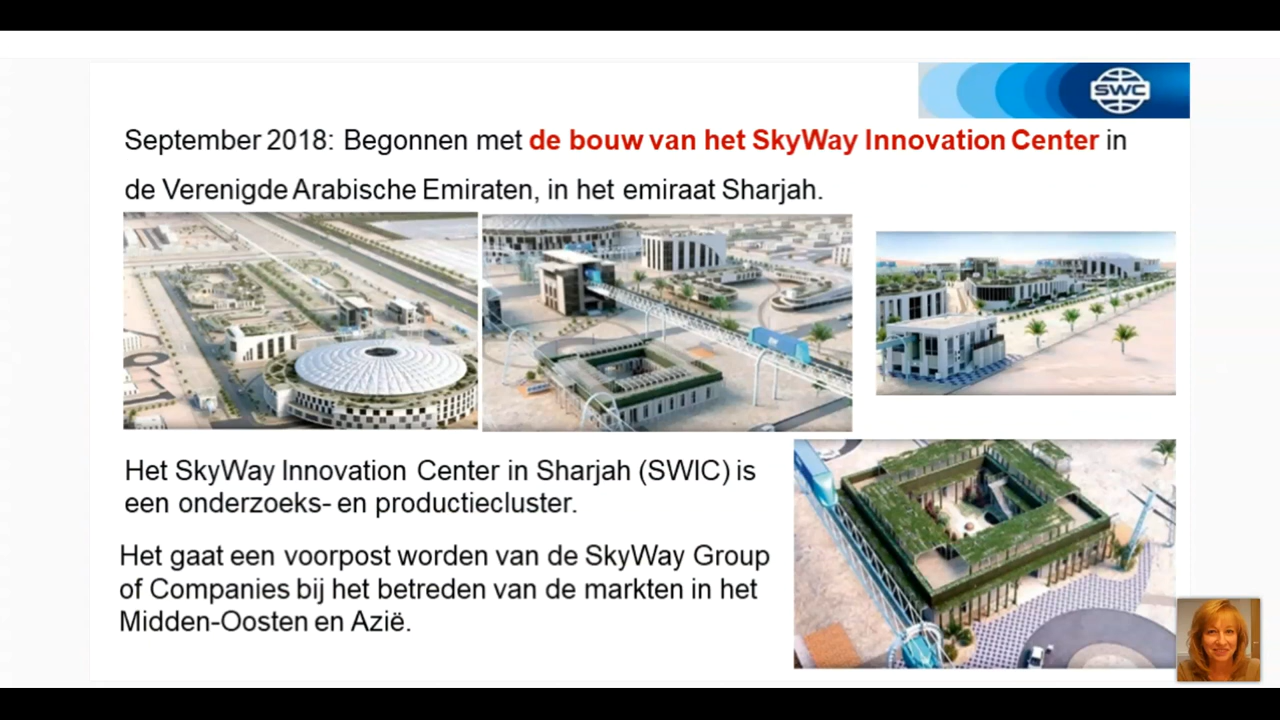 SWC
September 2018: Begonnen met de bouw van het SkyWay Innovation Center in
de Verenigde Arabische Emiraten, in het emiraat Sharjah.
Het SkyWay Innovation Center in Sharjah (SWIC) is
een onderzoeks- en productiecluster.
Het gaat een voorpost worden van de SkyWay Group
of Companies bij het betreden van de markten in het
Midden-Oosten en Azië.